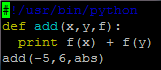 #!/usr/bin/python
def add(x,y,f):
  print f(x) + f(y)
add(-5,6,abs)